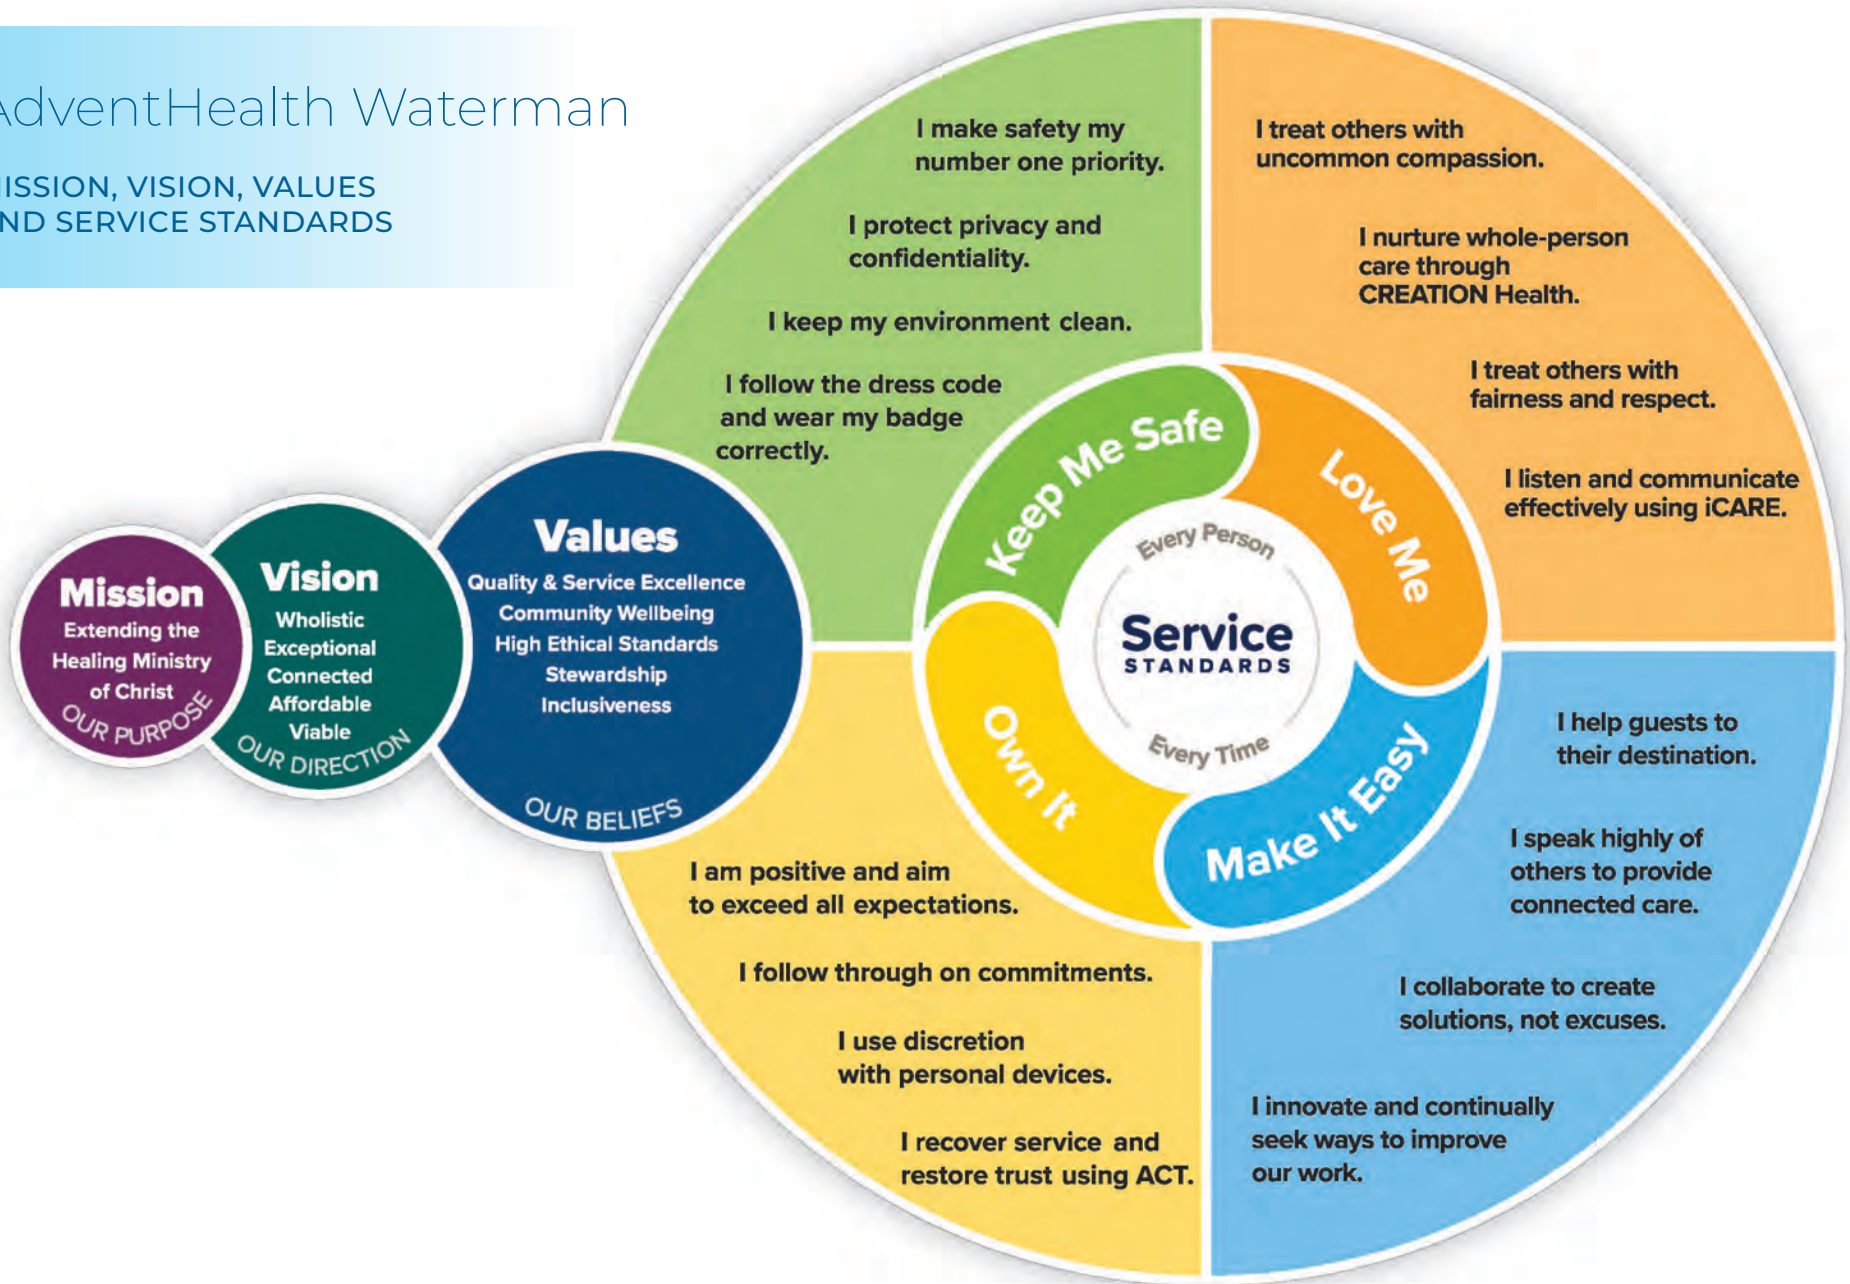 AdventHealth Waterman
MISSION, VISION, VALUES
AND SERVICE STANDARDS
Mission
Extending the
Healing Ministry
of Christ
OUR PURPOSE
Vision
Wholistic
Exceptional
Connected
Affordable
Viable
OUR DIRECTION
Values
Quality & Service Excellence
Community Wellbeing
High Ethical Standards
Stewardship
Inclusiveness
OUR BELIEFS
Every Person
Service
STANDARDS
Every Time
Keep Me Safe
I make safety my
number one priority.
I protect privacy and
confidentiality.
I keep my environment clean.
I follow the dress code
and wear my badge
correctly.
Love Me
I treat others with
uncommon compassion.
I nurture whole-person
care through
CREATION Health.
I treat others with
fairness and respect.
I listen and communicate
effectively using iCARE.
Make It Easy
I help guests to
their destination.
I speak highly of
others to provide
connected care.
I collaborate to create
solutions, not excuses.
I innovate and continually
seek ways to improve
our work.
Own It
I am positive and aim
to exceed all expectations.
I follow through on commitments.
I use discretion
with personal devices.
I recover service and
restore trust using ACT.